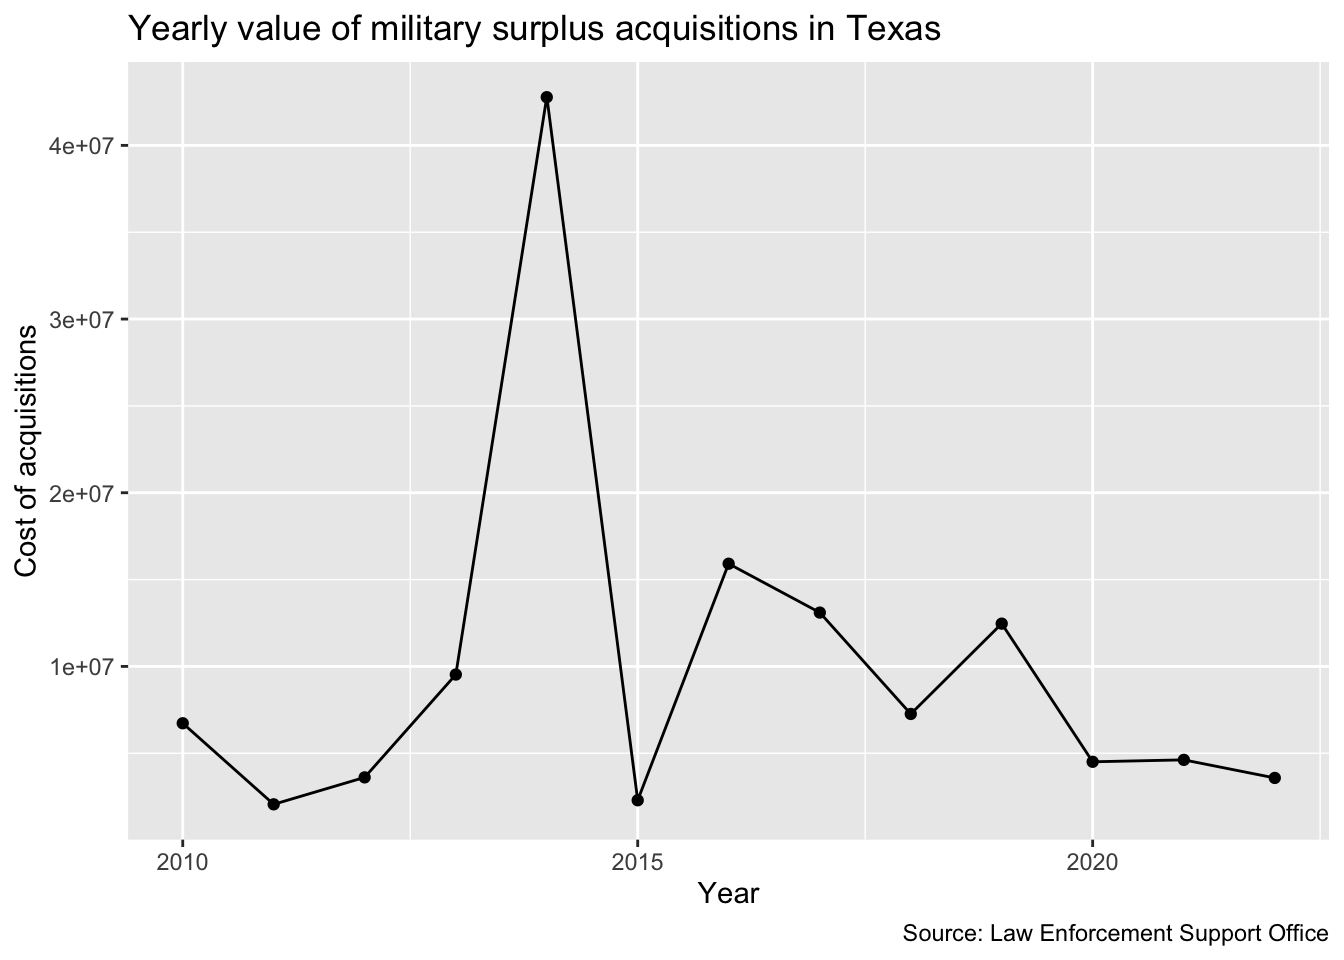 Yearly value of military surplus acquisitions in Texas
Cost of acquisitions
4e+07
3e+07
2e+07
1e+07
2010 2015 2020
Year
Source: Law Enforcement Support Office